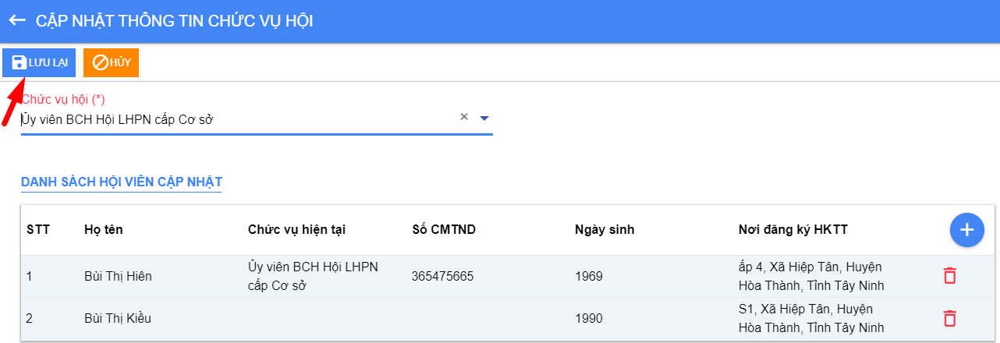 CẬP NHẬT THÔNG TIN CHỨC VỤ HỘI
LƯU LẠI HỦY
Chức vụ hội (*)
Ủy viên BCH Hội LHPN cấp Cơ sở
DANH SÁCH HỘI VIÊN CẬP NHẬT
STT Họ tên Chức vụ hiện tại Số CMTND Ngày sinh Nơi đăng ký HKTT
1 Bùi Thị Hiên Ủy viên BCH Hội LHPN cấp Cơ sở 365475665 1969 ấp 4, Xã Hiệp Tân, Huyện Hòa Thành, Tỉnh Tây Ninh
2 Bùi Thị Kiều 1990 S1, Xã Hiệp Tân, Huyện Hòa Thành, Tỉnh Tây Ninh